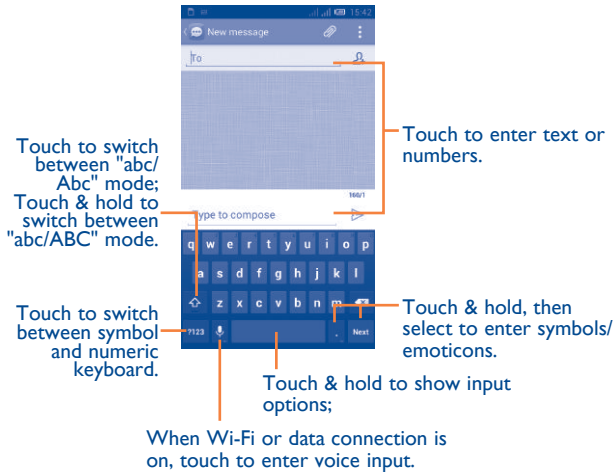 15:42
New message
To
Touch to enter text or
numbers.
Touch to switch
between "abc/
Abc" mode;
Touch & hold to
switch between
"abc/ABC" mode.
160/1
Type to compose
q w e r t y u i o p
a s d f g h j k l
z x c v b n m
?123 . Next
Touch to switch
between symbol
and numeric
keyboard.
Touch & hold, then
select to enter symbols/
emoticons.
Touch & hold to show input
options;
When Wi-Fi or data connection is
on, touch to enter voice input.